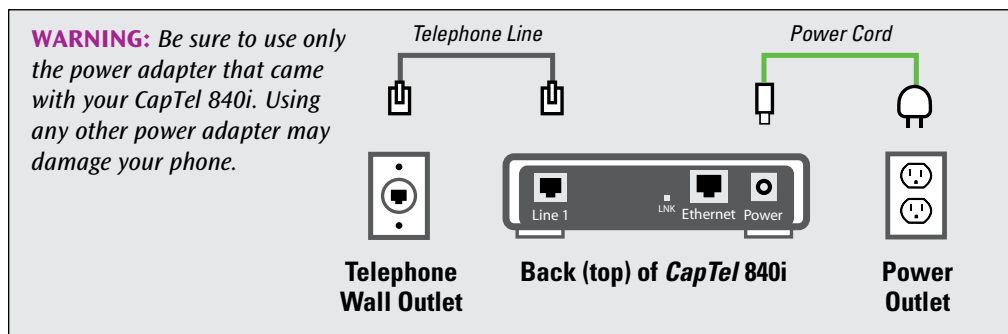 WARNING: Be sure to use only
the power adapter that came
with your CapTel 840i. Using
any other power adapter may
damage your phone.
Telephone Line
Power Cord
Line 1
LNK
Ethernet
Power
Telephone
Wall Outlet
Back (top) of CapTel 840i
Power
Outlet